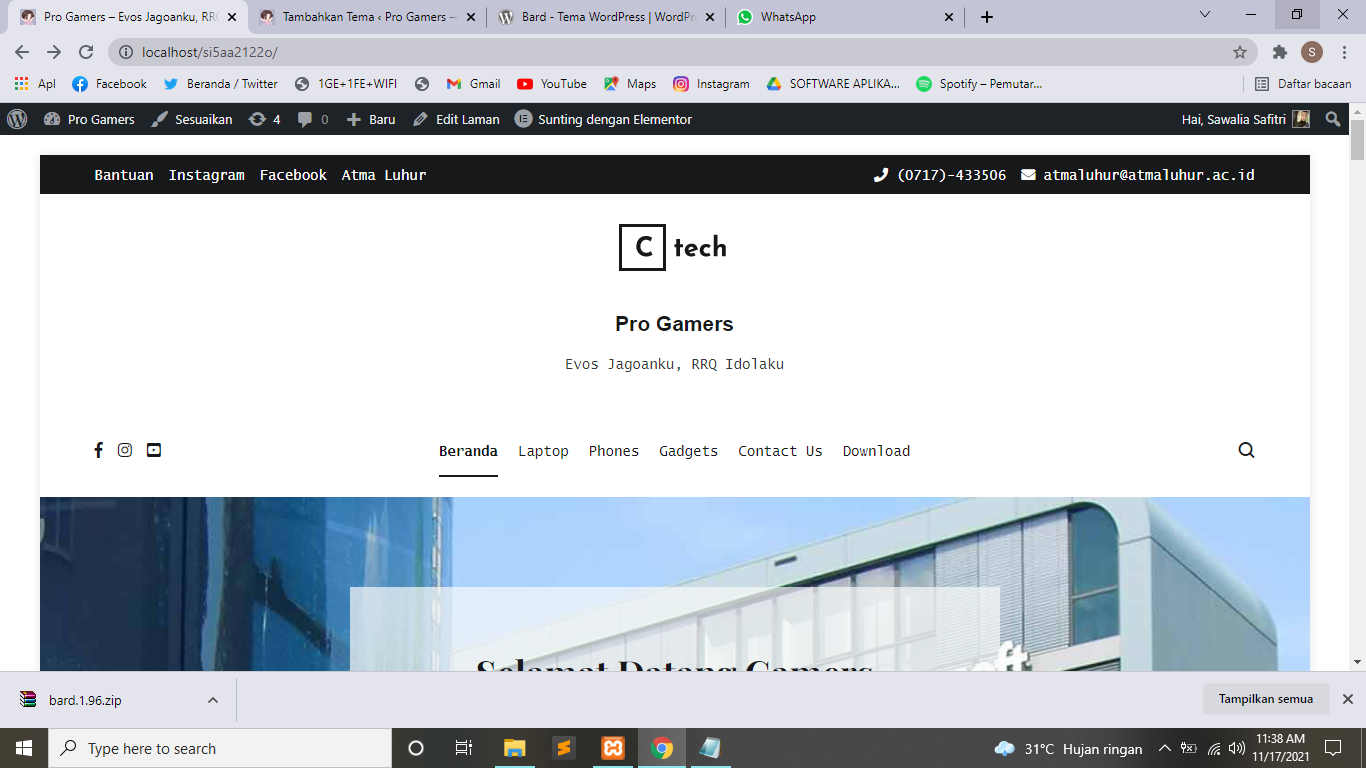 Pro Gamers – Evos Jagoanku, RRQ
Tambahkan Tema ‹ Pro Gamers —
Bard - Tema WordPress | WordPr
WhatsApp
localhost/si5aa2122o/
S
Apl
Facebook
Beranda / Twitter
1GE+1FE+WIFI
Gmail
YouTube
Maps
Instagram
SOFTWARE APLIKA...
Spotify – Pemutar...
Daftar bacaan
Pro Gamers
Sesuaikan
4
0
Baru
Edit Laman
Sunting dengan Elementor
Hai, Sawalia Safitri
Bantuan Instagram Facebook Atma Luhur
(0717)-433506 atmaluhur@atmaluhur.ac.id
C tech
Pro Gamers
Evos Jagoanku, RRQ Idolaku
Beranda Laptop Phones Gadgets Contact Us Download
Selamat Datang Gamers
bard.1.96.zip
Tampilkan semua
Type here to search
31°C Hujan ringan
11:38 AM
11/17/2021